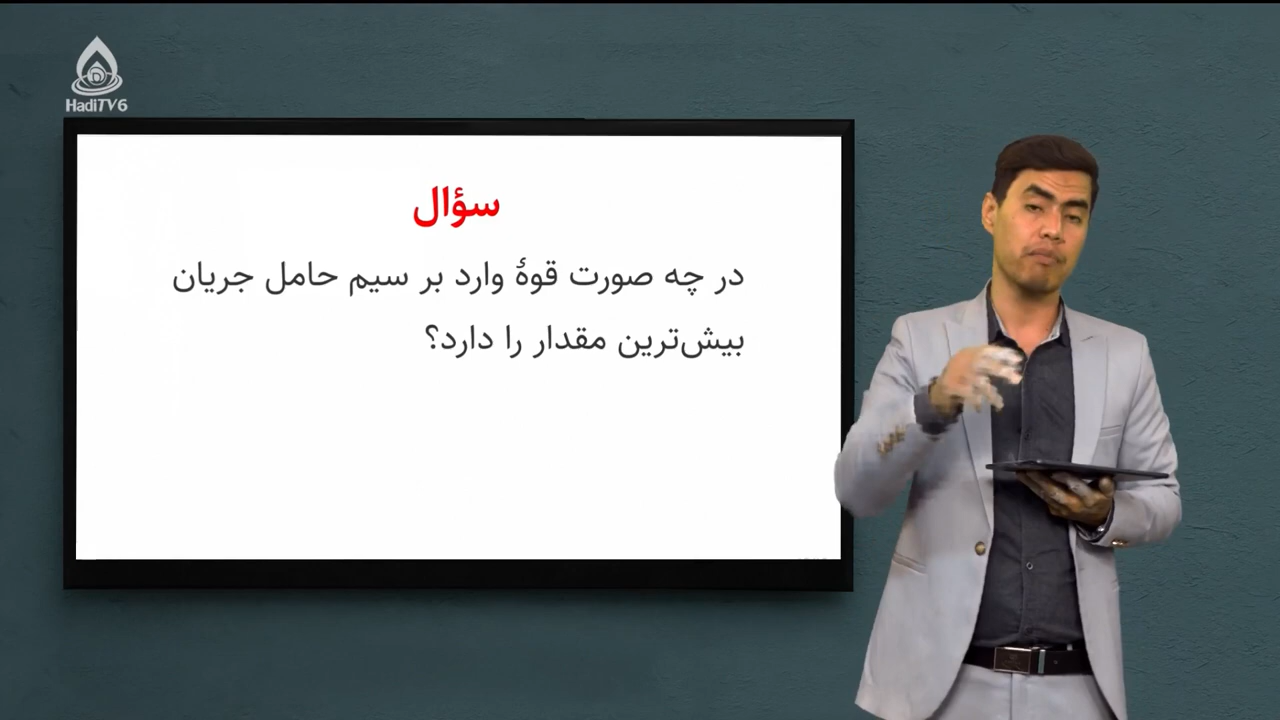 HadiTV6
سؤال
در چه صورت قوهٔ وارد بر سیم حامل جریان
بیش‌ترین مقدار را دارد؟